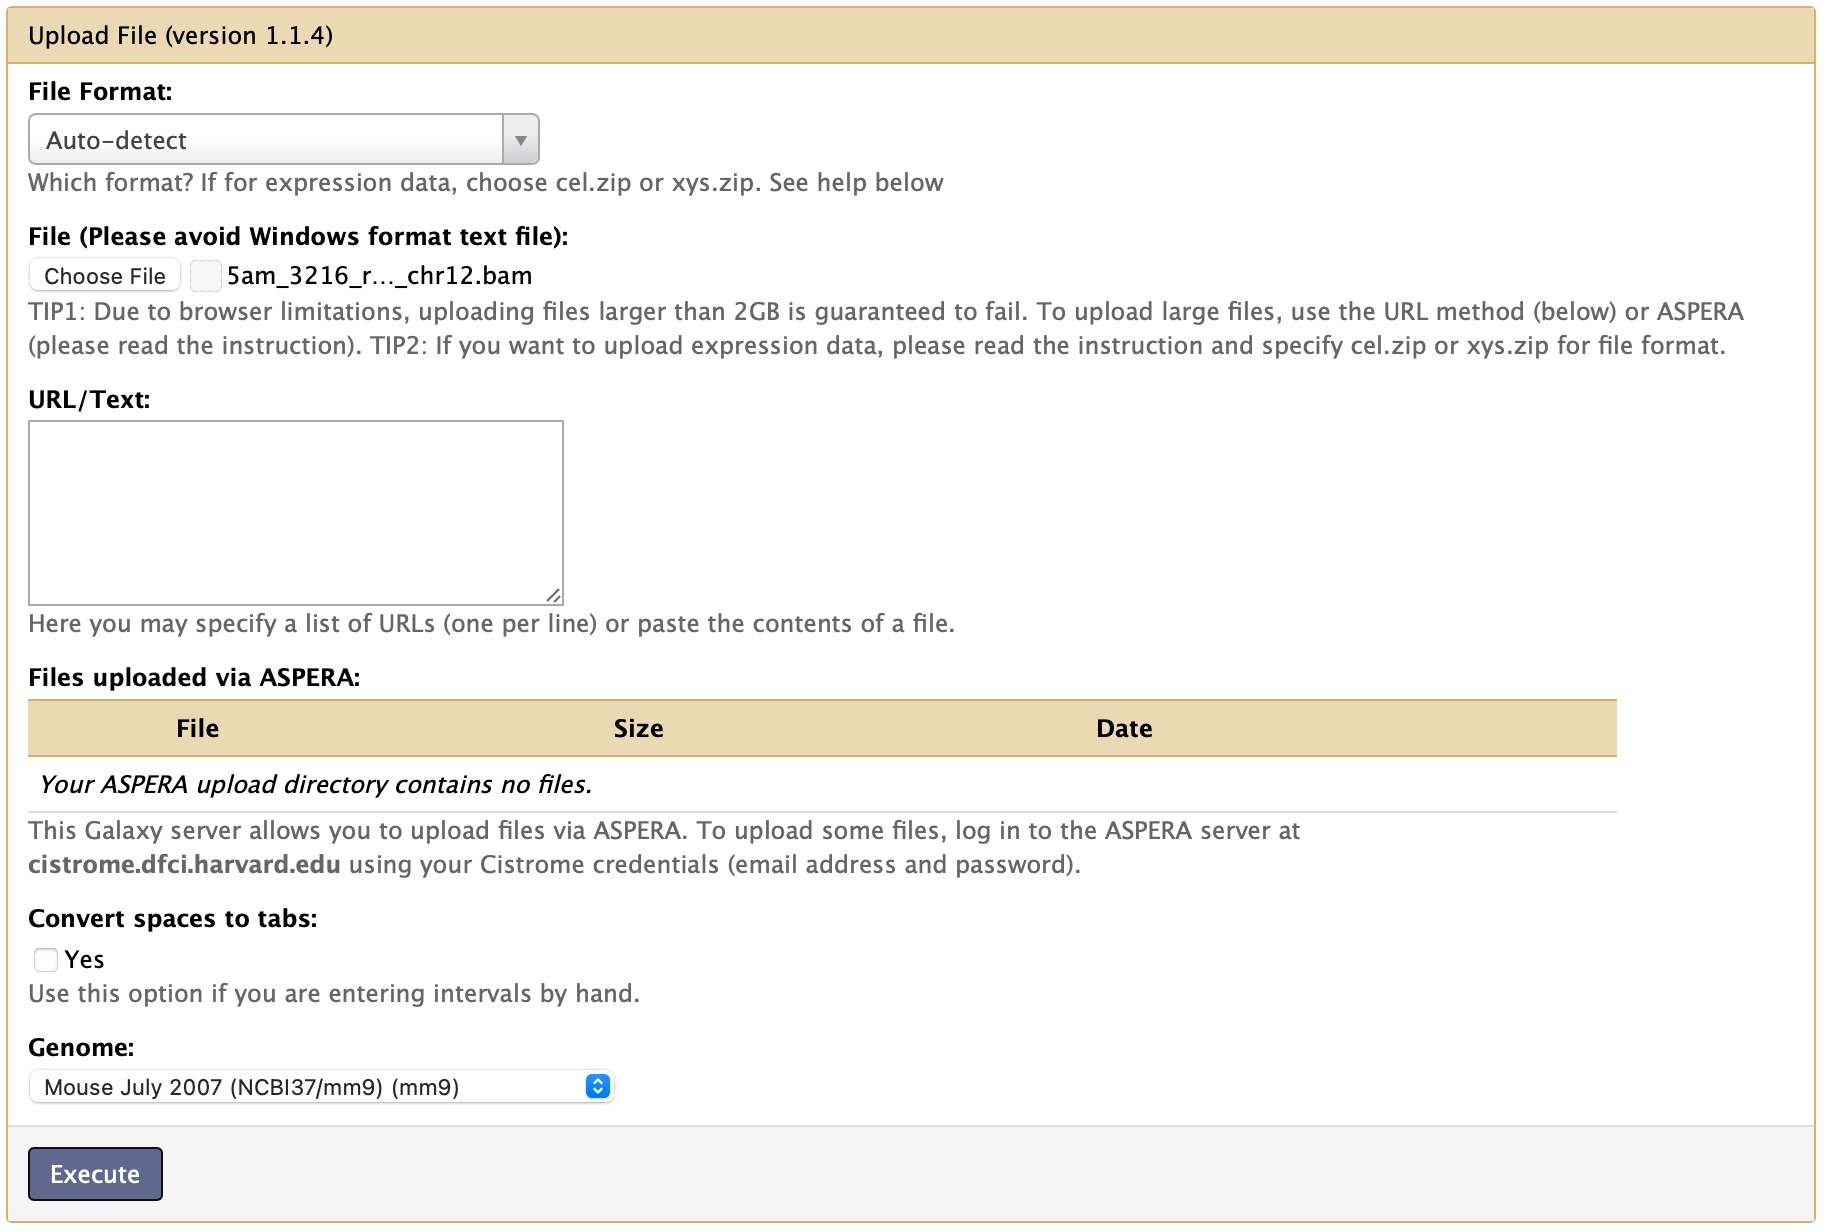 Upload File (version 1.1.4)
File Format:
Auto-detect
Which format? If for expression data, choose cel.zip or xys.zip. See help below
File (Please avoid Windows format text file):
Choose File 5am_3216_r..._chr12.bam
TIP1: Due to browser limitations, uploading files larger than 2GB is guaranteed to fail. To upload large files, use the URL method (below) or ASPERA
(please read the instruction). TIP2: If you want to upload expression data, please read the instruction and specify cel.zip or xys.zip for file format.
URL/Text:
Here you may specify a list of URLs (one per line) or paste the contents of a file.
Files uploaded via ASPERA:
File Size Date
Your ASPERA upload directory contains no files.
This Galaxy server allows you to upload files via ASPERA. To upload some files, log in to the ASPERA server at
cistrome.dfci.harvard.edu using your Cistrome credentials (email address and password).
Convert spaces to tabs:
Yes
Use this option if you are entering intervals by hand.
Genome:
Mouse July 2007 (NCBI37/mm9) (mm9)
Execute